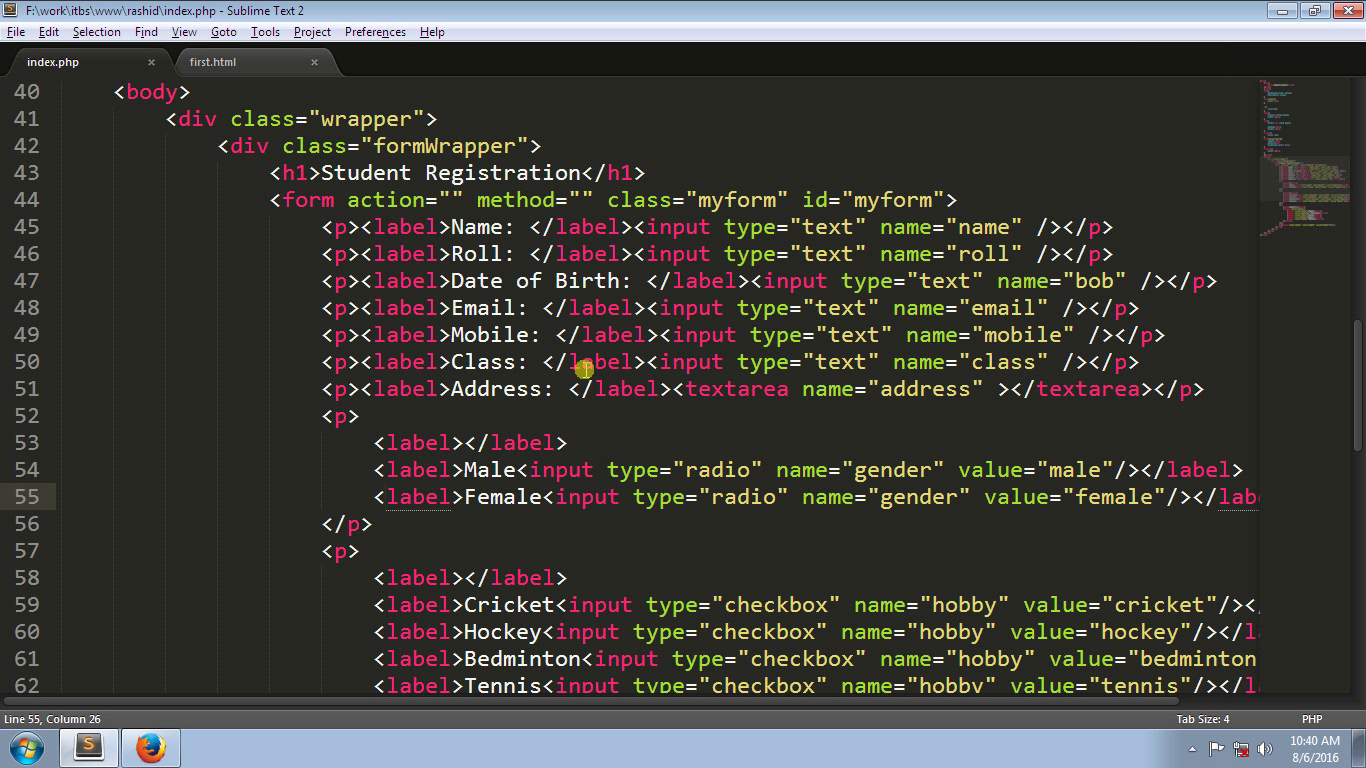 F:\work\itbs\www\rashid\index.php - Sublime Text 2
File Edit Selection Find View Goto Tools Project Preferences Help
index.php × first.html ×
40 <body>
41 <div class="wrapper">
42 <div class="formWrapper">
43 <h1>Student Registration</h1>
44 <form action="" method="" class="myform" id="myform">
45 <p><label>Name: </label><input type="text" name="name" /></p>
46 <p><label>Roll: </label><input type="text" name="roll" /></p>
47 <p><label>Date of Birth: </label><input type="text" name="bob" /></p>
48 <p><label>Email: </label><input type="text" name="email" /></p>
49 <p><label>Mobile: </label><input type="text" name="mobile" /></p>
50 <p><label>Class: </label><input type="text" name="class" /></p>
51 <p><label>Address: </label><textarea name="address" ></textarea></p>
52 <p>
53 <label></label>
54 <label>Male<input type="radio" name="gender" value="male"/></label>
55 <label>Female<input type="radio" name="gender" value="female"/></labe
56 </p>
57 <p>
58 <label></label>
59 <label>Cricket<input type="checkbox" name="hobby" value="cricket"/></
60 <label>Hockey<input type="checkbox" name="hobby" value="hockey"/></la
61 <label>Bedminton<input type="checkbox" name="hobby" value="bedminton
62 <label>Tennis<input type="checkbox" name="hobby" value="tennis"/></la
Line 55, Column 26 Tab Size: 4 PHP
10:40 AM
8/6/2016